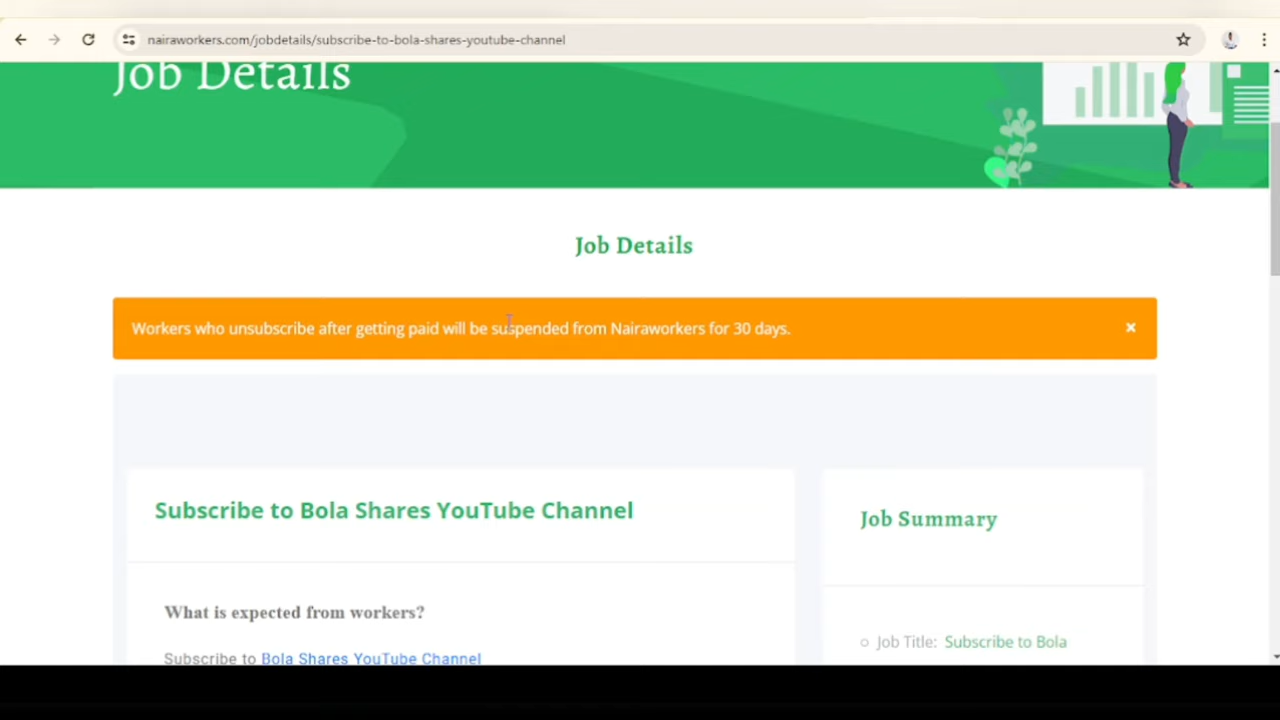 nairaworkers.com/jobdetails/subscribe-to-bola-shares-youtube-channel
Job Details
Job Details
Workers who unsubscribe after getting paid will be suspended from Nairaworkers for 30 days.
Subscribe to Bola Shares YouTube Channel
What is expected from workers?
Subscribe to Bola Shares YouTube Channel
Job Summary
Job Title: Subscribe to Bola